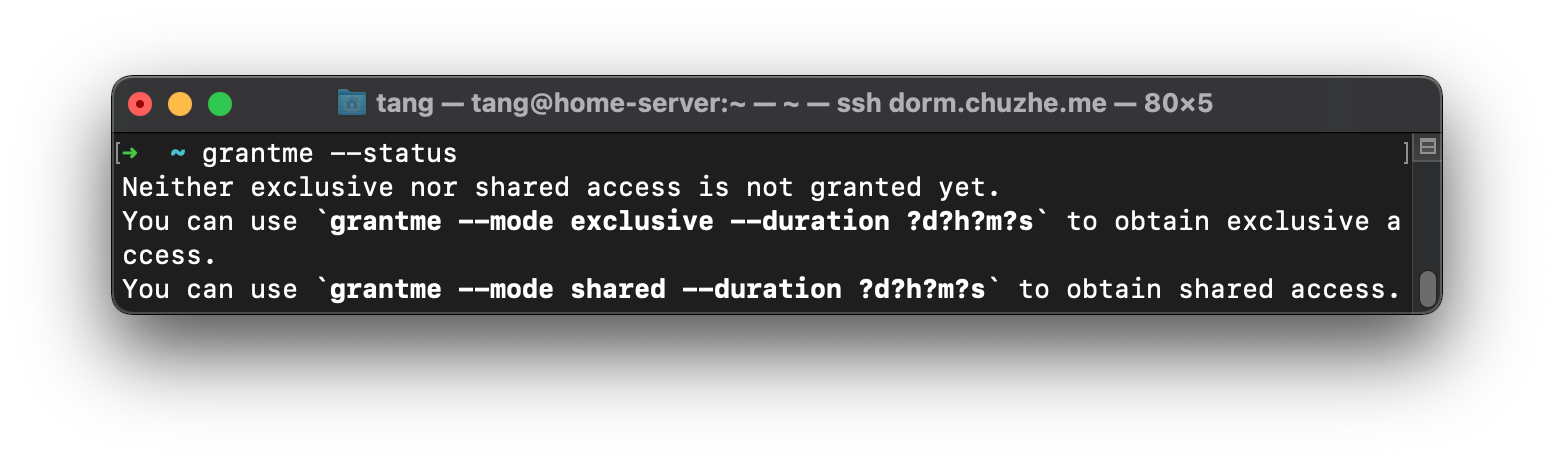 tang — tang@home-server:~ — ~ — ssh dorm.chuzhe.me — 80×5
[➜  ~ grantme --status ]
Neither exclusive nor shared access is not granted yet.
You can use `grantme --mode exclusive --duration ?d?h?m?s` to obtain exclusive a
ccess.
You can use `grantme --mode shared --duration ?d?h?m?s` to obtain shared access.